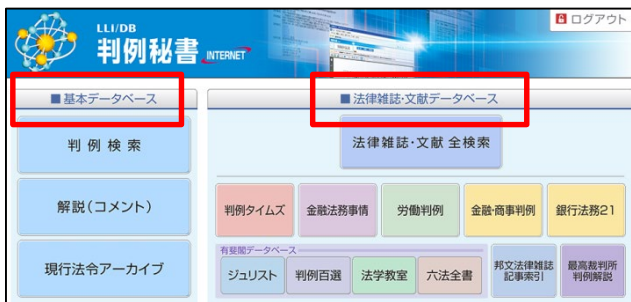 LLI/DB
判例秘書 INTERNET
ログアウト
■基本データベース
■法律雑誌・文献データベース
判例検索
法律雑誌・文献 全検索
解説(コメント)
判例タイムズ
金融法務事情
労働判例
金融・商事判例
銀行法務21
現行法令アーカイブ
有斐閣データベース
ジュリスト
判例百選
法学教室
六法全書
邦文法律雑誌
記事索引
最高裁判所
判例解説